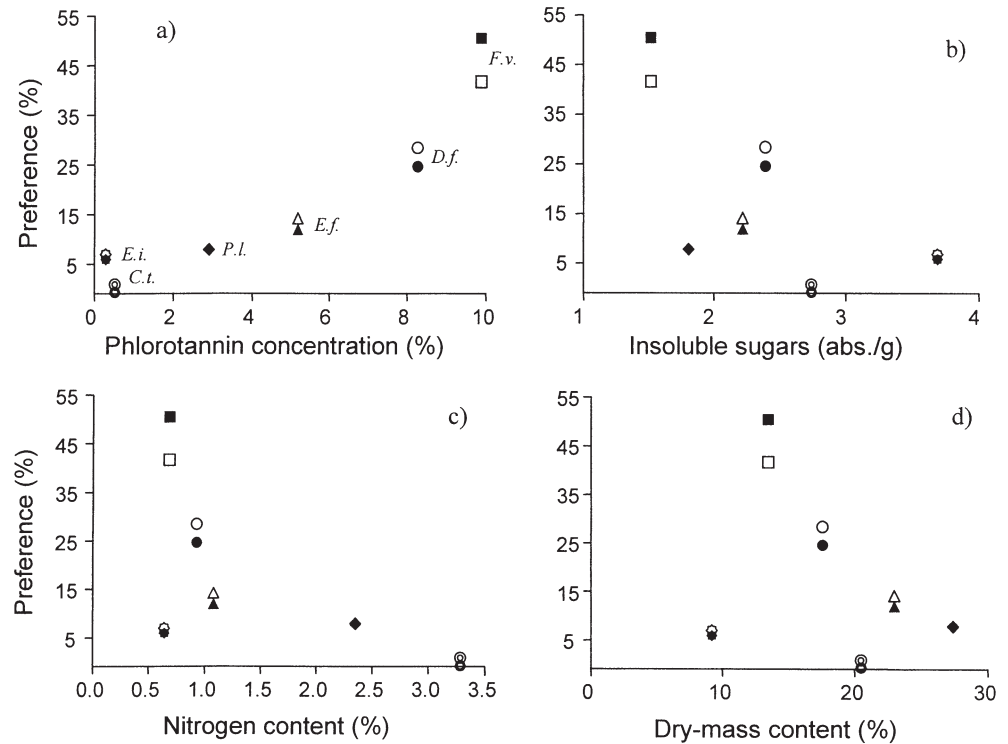 55
45
35
25
15
5
Preference (%)
a)
F.v.
D.f.
E.f.
P.l.
E.i.
C.t.
0 2 4 6 8 10
Phlorotannin concentration (%)
55
45
35
25
15
5
b)
1 2 3 4
Insoluble sugars (abs./g)
55
45
35
25
15
5
Preference (%)
c)
0.0 0.5 1.0 1.5 2.0 2.5 3.0 3.5
Nitrogen content (%)
55
45
35
25
15
5
d)
0 10 20 30
Dry-mass content (%)